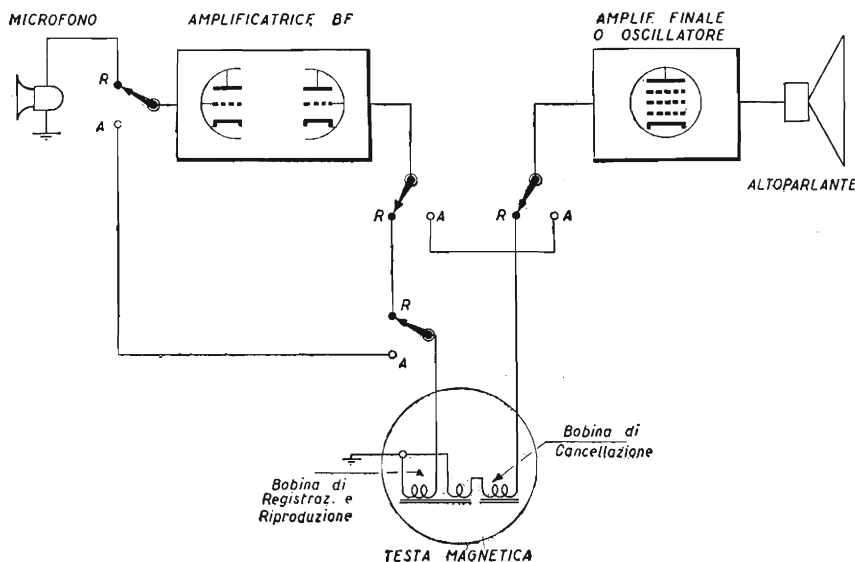 MICROFONO
AMPLIFICATRICE BF
AMPLIF. FINALE
O OSCILLATORE
R
A
ALTOPARLANTE
R
A
R
A
R
A
Bobina di
Cancellazione
Bobina di
Registraz. e
Riproduzione
TESTA MAGNETICA